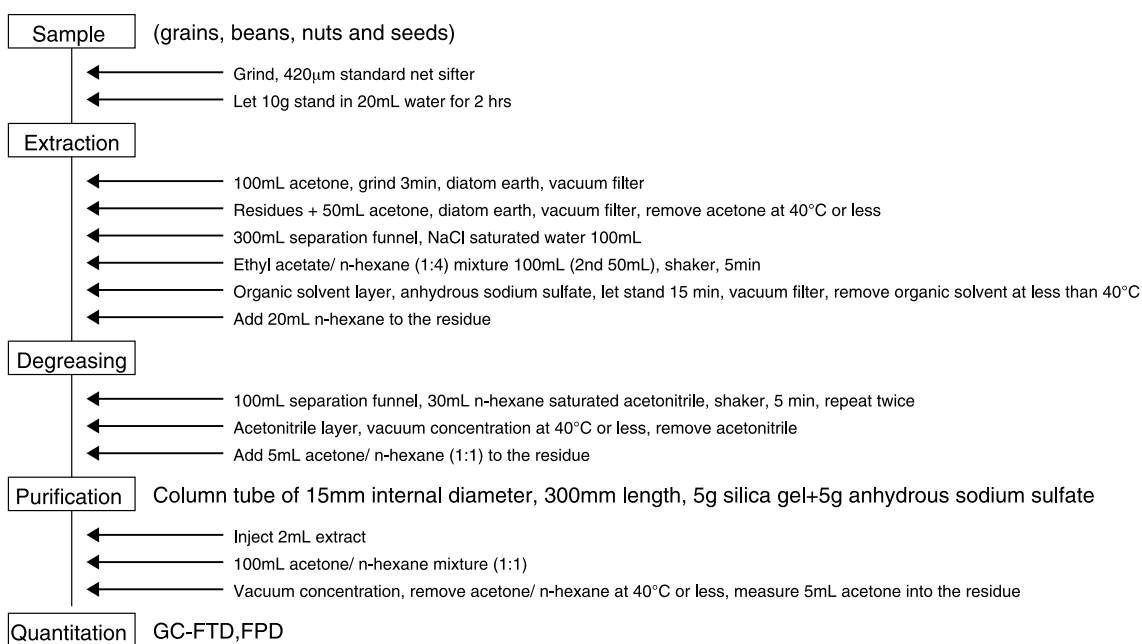 Sample (grains, beans, nuts and seeds)
Grind, 420μm standard net sifter
Let 10g stand in 20mL water for 2 hrs
Extraction
100mL acetone, grind 3min, diatom earth, vacuum filter
Residues + 50mL acetone, diatom earth, vacuum filter, remove acetone at 40°C or less
300mL separation funnel, NaCl saturated water 100mL
Ethyl acetate/ n-hexane (1:4) mixture 100mL (2nd 50mL), shaker, 5min
Organic solvent layer, anhydrous sodium sulfate, let stand 15 min, vacuum filter, remove organic solvent at less than 40°C
Add 20mL n-hexane to the residue
Degreasing
100mL separation funnel, 30mL n-hexane saturated acetonitrile, shaker, 5 min, repeat twice
Acetonitrile layer, vacuum concentration at 40°C or less, remove acetonitrile
Add 5mL acetone/ n-hexane (1:1) to the residue
Purification Column tube of 15mm internal diameter, 300mm length, 5g silica gel+5g anhydrous sodium sulfate
Inject 2mL extract
100mL acetone/ n-hexane mixture (1:1)
Vacuum concentration, remove acetone/ n-hexane at 40°C or less, measure 5mL acetone into the residue
Quantitation GC-FTD,FPD